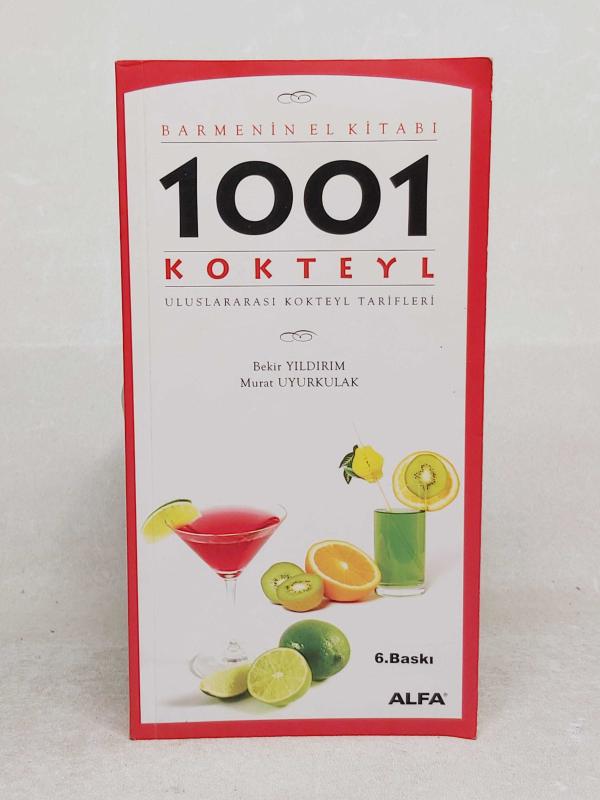 BARMENİN EL KİTABI
1001
KOKTEYL
ULUSLARARASI KOKTEYL TARİFLERİ
Bekir YILDIRIM
Murat UYURKULAK
6.Baskı
ALFA®